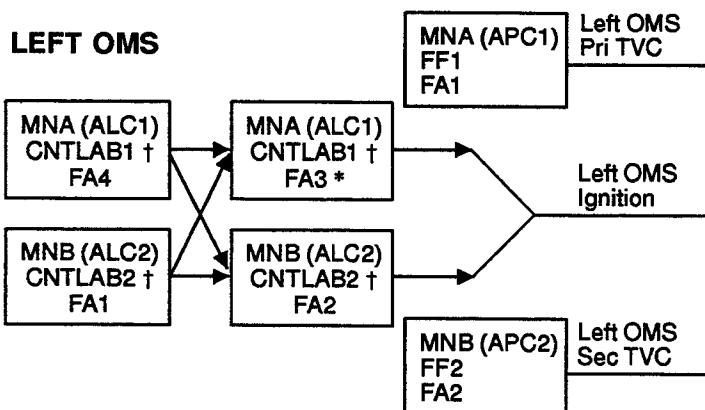 LEFT OMS
MNA (APC1)
FF1
FA1
Left OMS
Pri TVC
MNA (ALC1)
CNTLAB1 †
FA4
MNA (ALC1)
CNTLAB1 †
FA3 *
Left OMS
Ignition
MNB (ALC2)
CNTLAB2 †
FA1
MNB (ALC2)
CNTLAB2 †
FA2
MNB (APC2)
FF2
FA2
Left OMS
Sec TVC